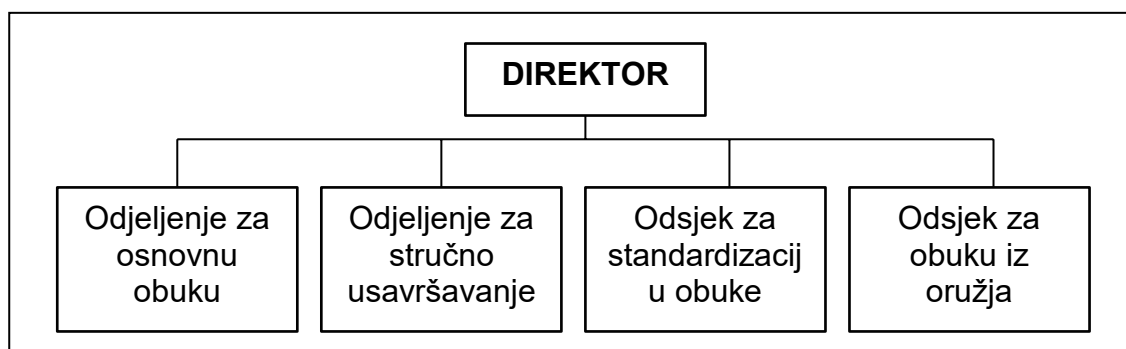 DIREKTOR
Odjeljenje za
osnovnu
obuku
Odjeljenje za
stručno
usavršavanje
Odsjek za
standardizacij
u obuke
Odsjek za
obuku iz
oružja